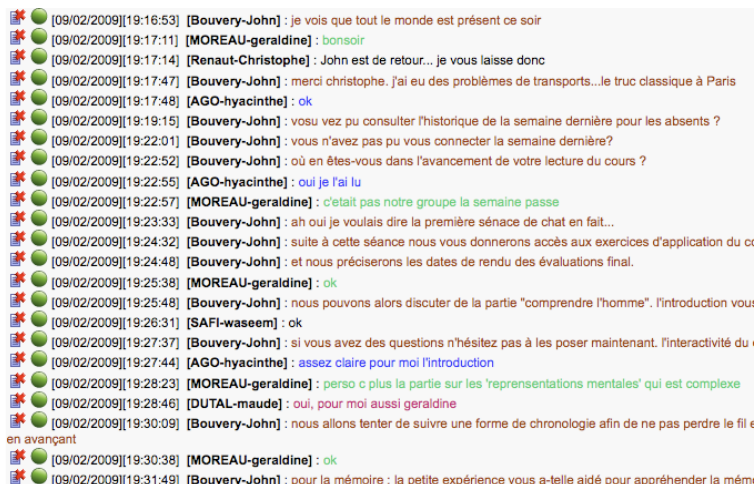 [09/02/2009][19:16:53] [Bouvery-John] : je vois que tout le monde est présent ce soir
[09/02/2009][19:17:11] [MOREAU-geraldine] : bonsoir
[09/02/2009][19:17:14] [Renaut-Christophe] : John est de retour... je vous laisse donc
[09/02/2009][19:17:47] [Bouvery-John] : merci christophe. j'ai eu des problèmes de transports...le truc classique à Paris
[09/02/2009][19:17:48] [AGO-hyacinthe] : ok
[09/02/2009][19:19:15] [Bouvery-John] : vosu vez pu consulter l'historique de la semaine dernière pour les absents ?
[09/02/2009][19:22:01] [Bouvery-John] : vous n'avez pas pu vous connecter la semaine dernière?
[09/02/2009][19:22:52] [Bouvery-John] : où en êtes-vous dans l'avancement de votre lecture du cours ?
[09/02/2009][19:22:55] [AGO-hyacinthe] : oui je l'ai lu
[09/02/2009][19:22:57] [MOREAU-geraldine] : c'etait pas notre groupe la semaine passe
[09/02/2009][19:23:33] [Bouvery-John] : ah oui je voulais dire la première sénace de chat en fait...
[09/02/2009][19:24:32] [Bouvery-John] : suite à cette séance nous vous donnerons accès aux exercices d'application du co
[09/02/2009][19:24:48] [Bouvery-John] : et nous préciserons les dates de rendu des évaluations final.
[09/02/2009][19:25:38] [MOREAU-geraldine] : ok
[09/02/2009][19:25:48] [Bouvery-John] : nous pouvons alors discuter de la partie "comprendre l'homme". l'introduction vous
[09/02/2009][19:26:31] [SAFI-waseem] : ok
[09/02/2009][19:27:37] [Bouvery-John] : si vous avez des questions n'hésitez pas à les poser maintenant. l'interactivité du
[09/02/2009][19:27:44] [AGO-hyacinthe] : assez claire pour moi l'introduction
[09/02/2009][19:28:23] [MOREAU-geraldine] : perso c plus la partie sur les 'reprensentations mentales' qui est complexe
[09/02/2009][19:28:46] [DUTAL-maude] : oui, pour moi aussi geraldine
[09/02/2009][19:30:09] [Bouvery-John] : nous allons tenter de suivre une forme de chronologie afin de ne pas perdre le fil e
en avançant
[09/02/2009][19:30:38] [MOREAU-geraldine] : ok
[09/02/2009][19:31:49] [Bouvery-John] : pour la mémoire : la petite expérience vous a-telle aidé pour appréhender la mém